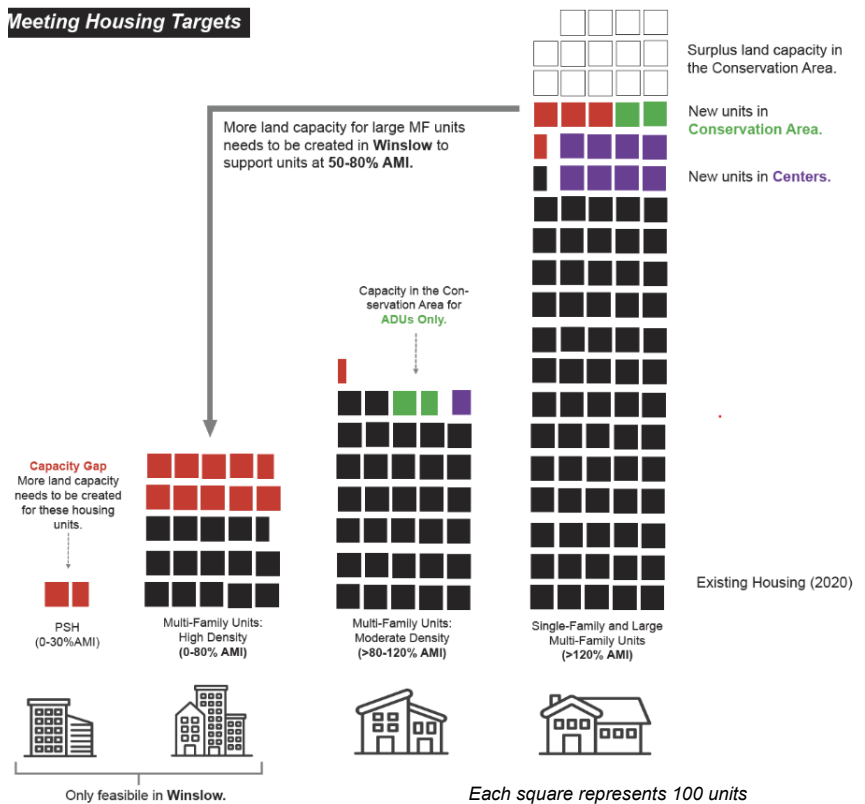 Meeting Housing Targets
Surplus land capacity in
the Conservation Area.
New units in
Conservation Area.
More land capacity for large MF units
needs to be created in Winslow to
support units at 50-80% AMI.
New units in Centers.
Capacity in the Con-
servation Area for
ADUs Only.
Capacity Gap
More land capacity
needs to be created
for these housing
units.
Existing Housing (2020)
PSH
(0-30%AMI)
Multi-Family Units:
High Density
(0-80% AMI)
Multi-Family Units:
Moderate Density
(>80-120% AMI)
Single-Family and Large
Multi-Family Units
(>120% AMI)
Only feasibile in Winslow.
Each square represents 100 units